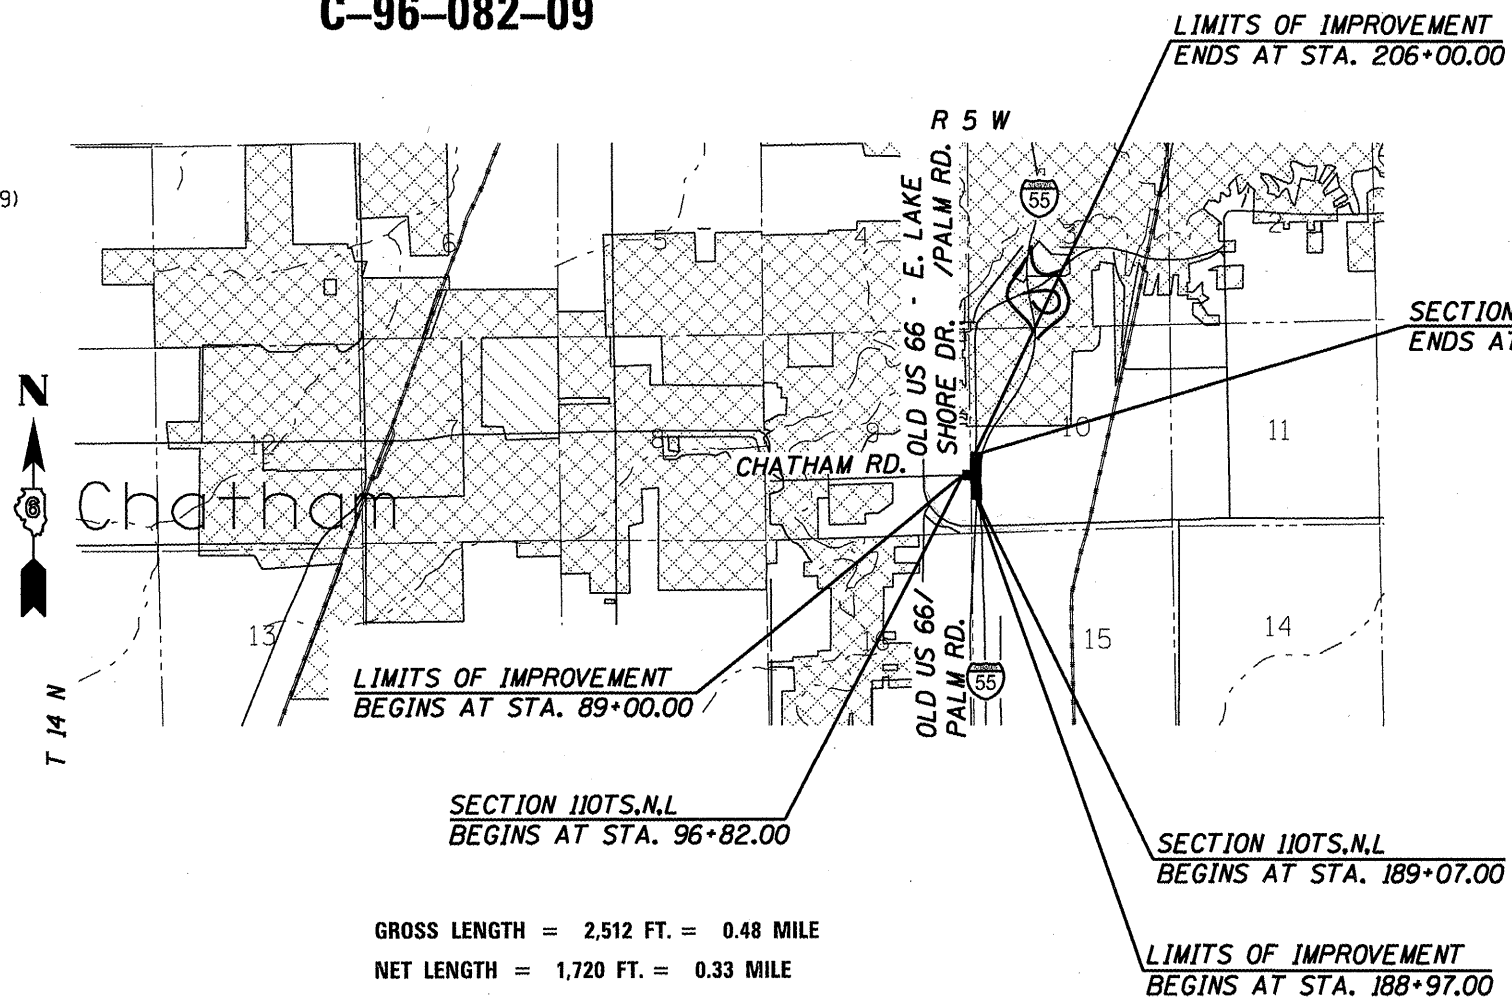 C–96–082–09
LIMITS OF IMPROVEMENT
ENDS AT STA. 206+00.00
R 5 W
9)
OLD US 66 - E. LAKE
SHORE DR. /PALM RD.
55
6
5
4
2
SECTION
ENDS AT
N
12
7
8
9
10
11
CHATHAM RD.
6
Chatham
13
15
14
OLD US 66/
PALM RD.
55
T 14 N
LIMITS OF IMPROVEMENT
BEGINS AT STA. 89+00.00
SECTION 110TS,N,L
BEGINS AT STA. 96+82.00
SECTION 110TS,N,L
BEGINS AT STA. 189+07.00
LIMITS OF IMPROVEMENT
BEGINS AT STA. 188+97.00
GROSS LENGTH = 2,512 FT. = 0.48 MILE
NET LENGTH = 1,720 FT. = 0.33 MILE